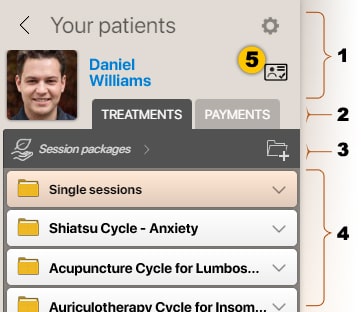 Your patients
1
Daniel
Williams
5
TREATMENTS PAYMENTS
2
Session packages
3
Single sessions
Shiatsu Cycle - Anxiety
4
Acupuncture Cycle for Lumbos...
Auriculotherapy Cycle for Insom...